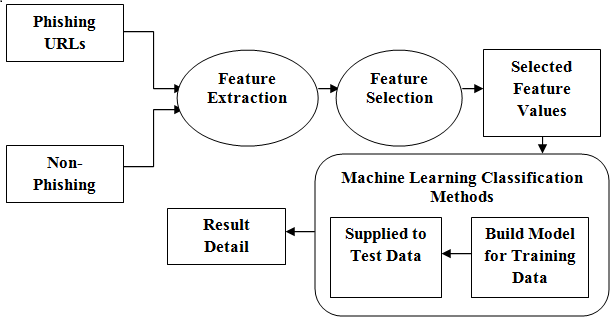 Phishing
URLs
Non-
Phishing
Feature
Extraction
Feature
Selection
Selected
Feature
Values
Machine Learning Classification
Methods
Build Model
for Training
Data
Supplied to
Test Data
Result
Detail